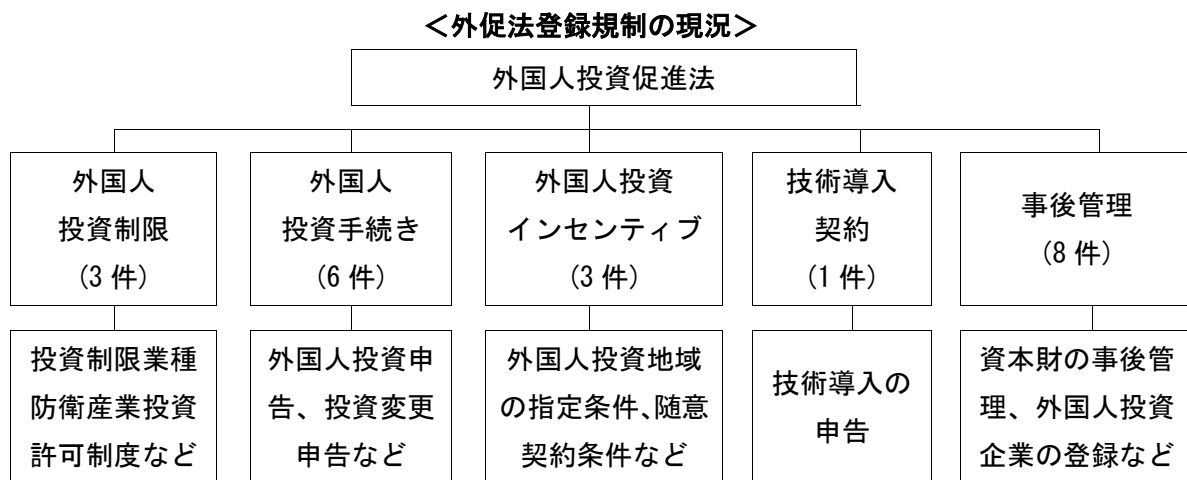 ＜外促法登録規制の現況＞
外国人投資促進法
外国人
投資制限
(3 件)
外国人
投資手続き
(6 件)
外国人投資
インセンティブ
(3 件)
技術導入
契約
(1 件)
事後管理
(8 件)
投資制限業種
防衛産業投資
許可制度など
外国人投資申
告、投資変更
申告など
外国人投資地域
の指定条件、随意
契約条件など
技術導入の
申告
資本財の事後管
理、外国人投資
企業の登録など